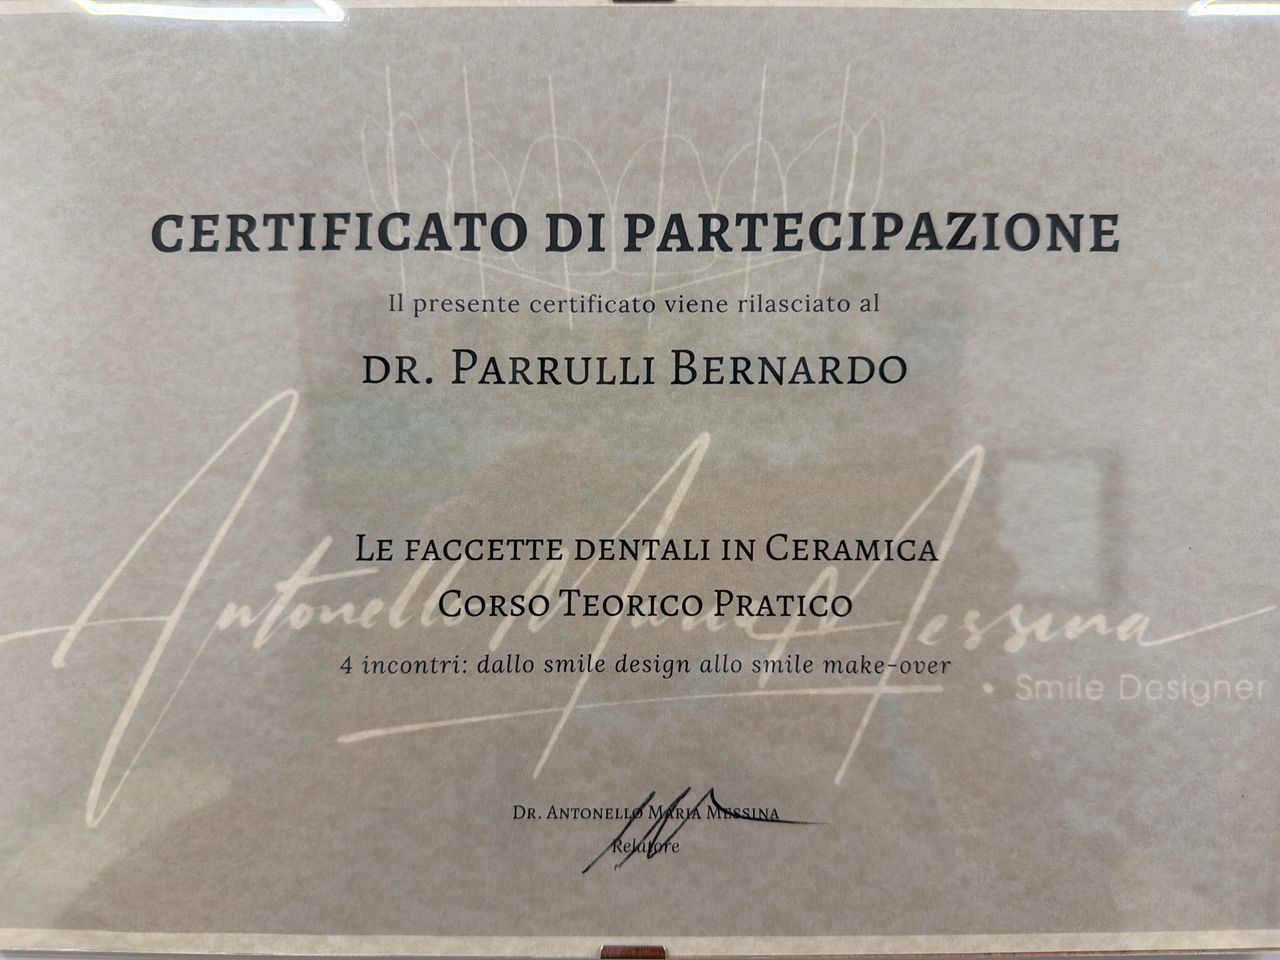 CERTIFICATO DI PARTECIPAZIONE
Il presente certificato viene rilasciato al
DR. PARRULLI BERNARDO
LE FACCETTE DENTALI IN CERAMICA
CORSO TEORICO PRATICO
4 incontri: dallo smile design allo smile make-over
Antonello Maria Messina
• Smile Designer
DR. ANTONELLO MARIA MESSINA
Relatore